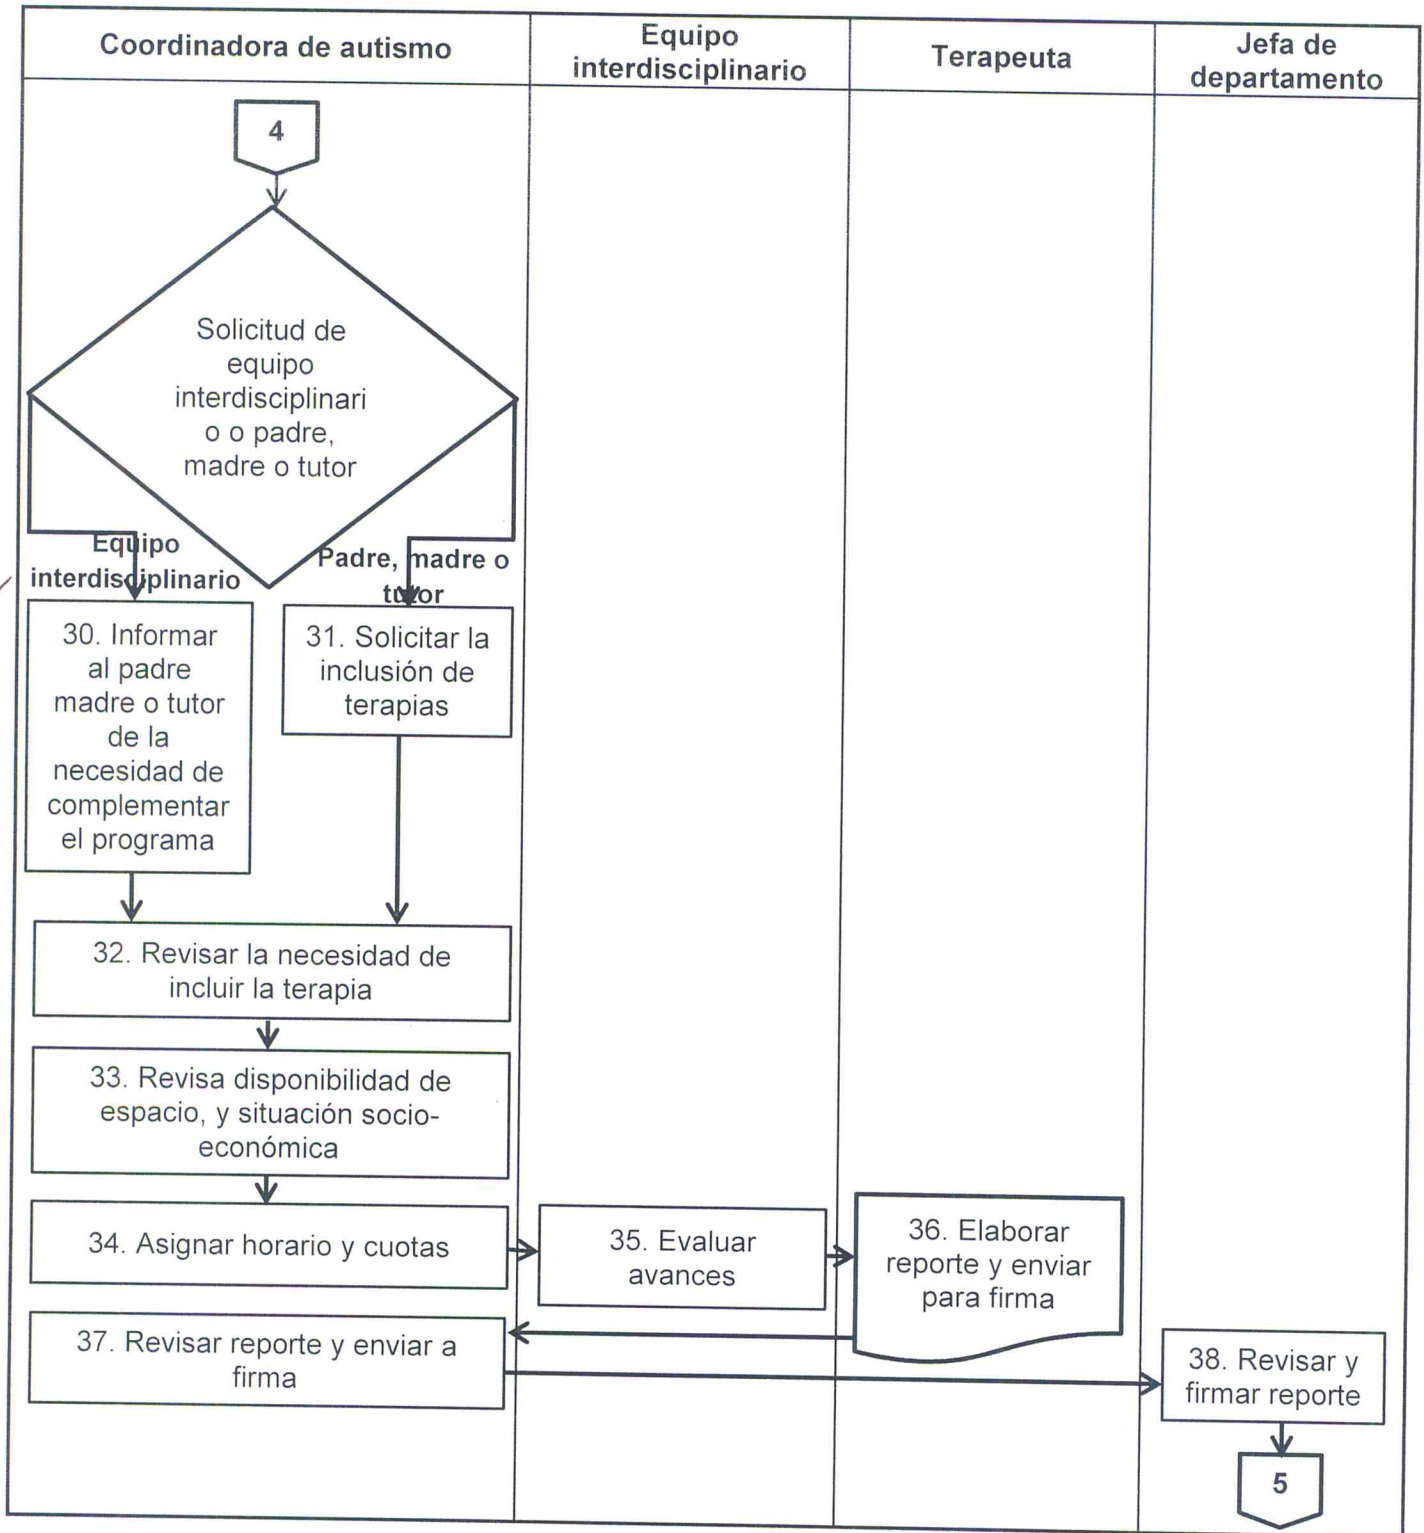 Coordinadora de autismo
Equipo
interdisciplinario
Terapeuta
Jefa de
departamento
4
Solicitud de
equipo
interdisciplinari
o o padre,
madre o tutor
Equipo
interdisciplinario
Padre, madre o
tutor
30. Informar
al padre
madre o tutor
de la
necesidad de
complementar
el programa
31. Solicitar la
inclusión de
terapias
32. Revisar la necesidad de
incluir la terapia
33. Revisa disponibilidad de
espacio, y situación socio-
económica
34. Asignar horario y cuotas
35. Evaluar
avances
36. Elaborar
reporte y enviar
para firma
37. Revisar reporte y enviar a
firma
38. Revisar y
firmar reporte
5